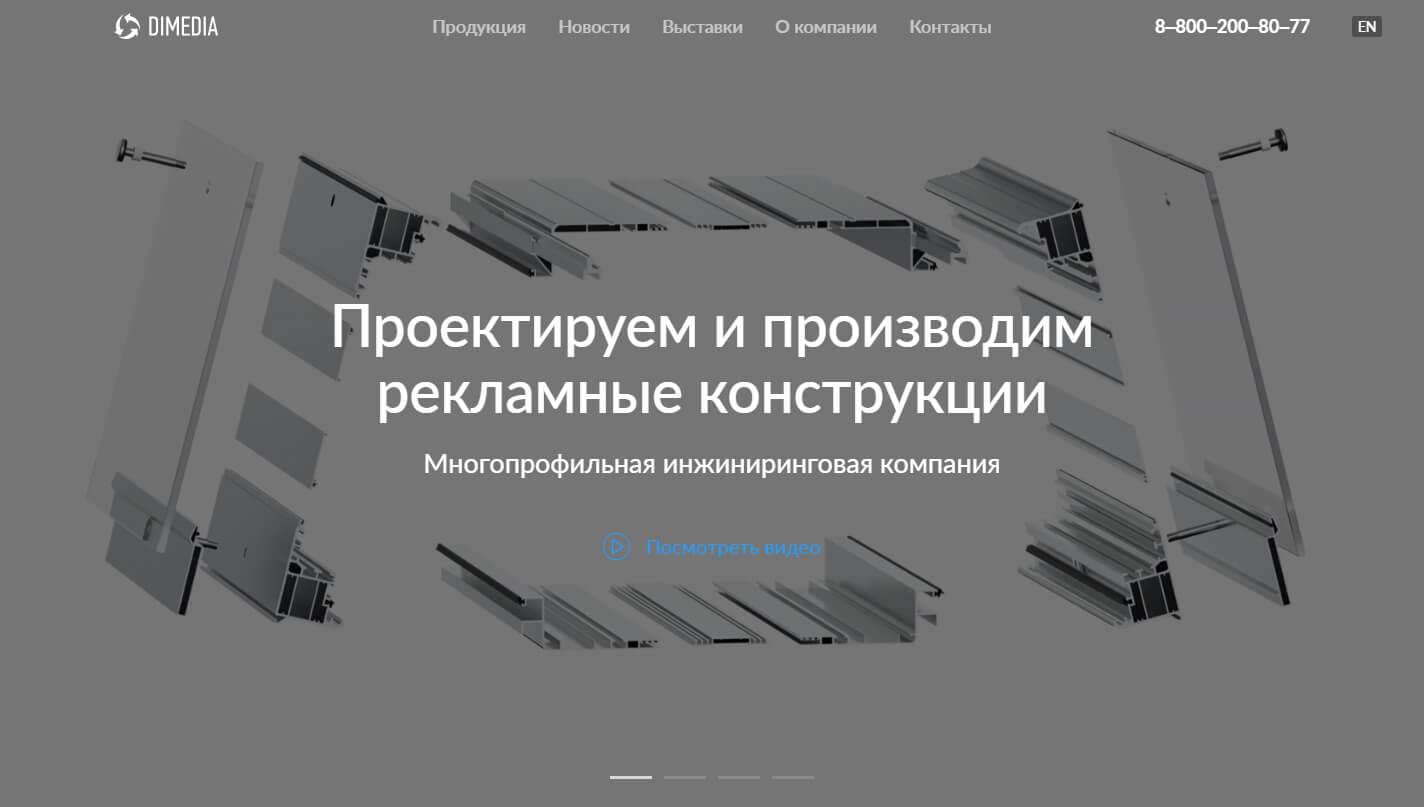 DIMEDIA
Продукция Новости Выставки О компании Контакты
8–800–200–80–77
EN
Проектируем и производим
рекламные конструкции
Многопрофильная инжиниринговая компания
Посмотреть видео